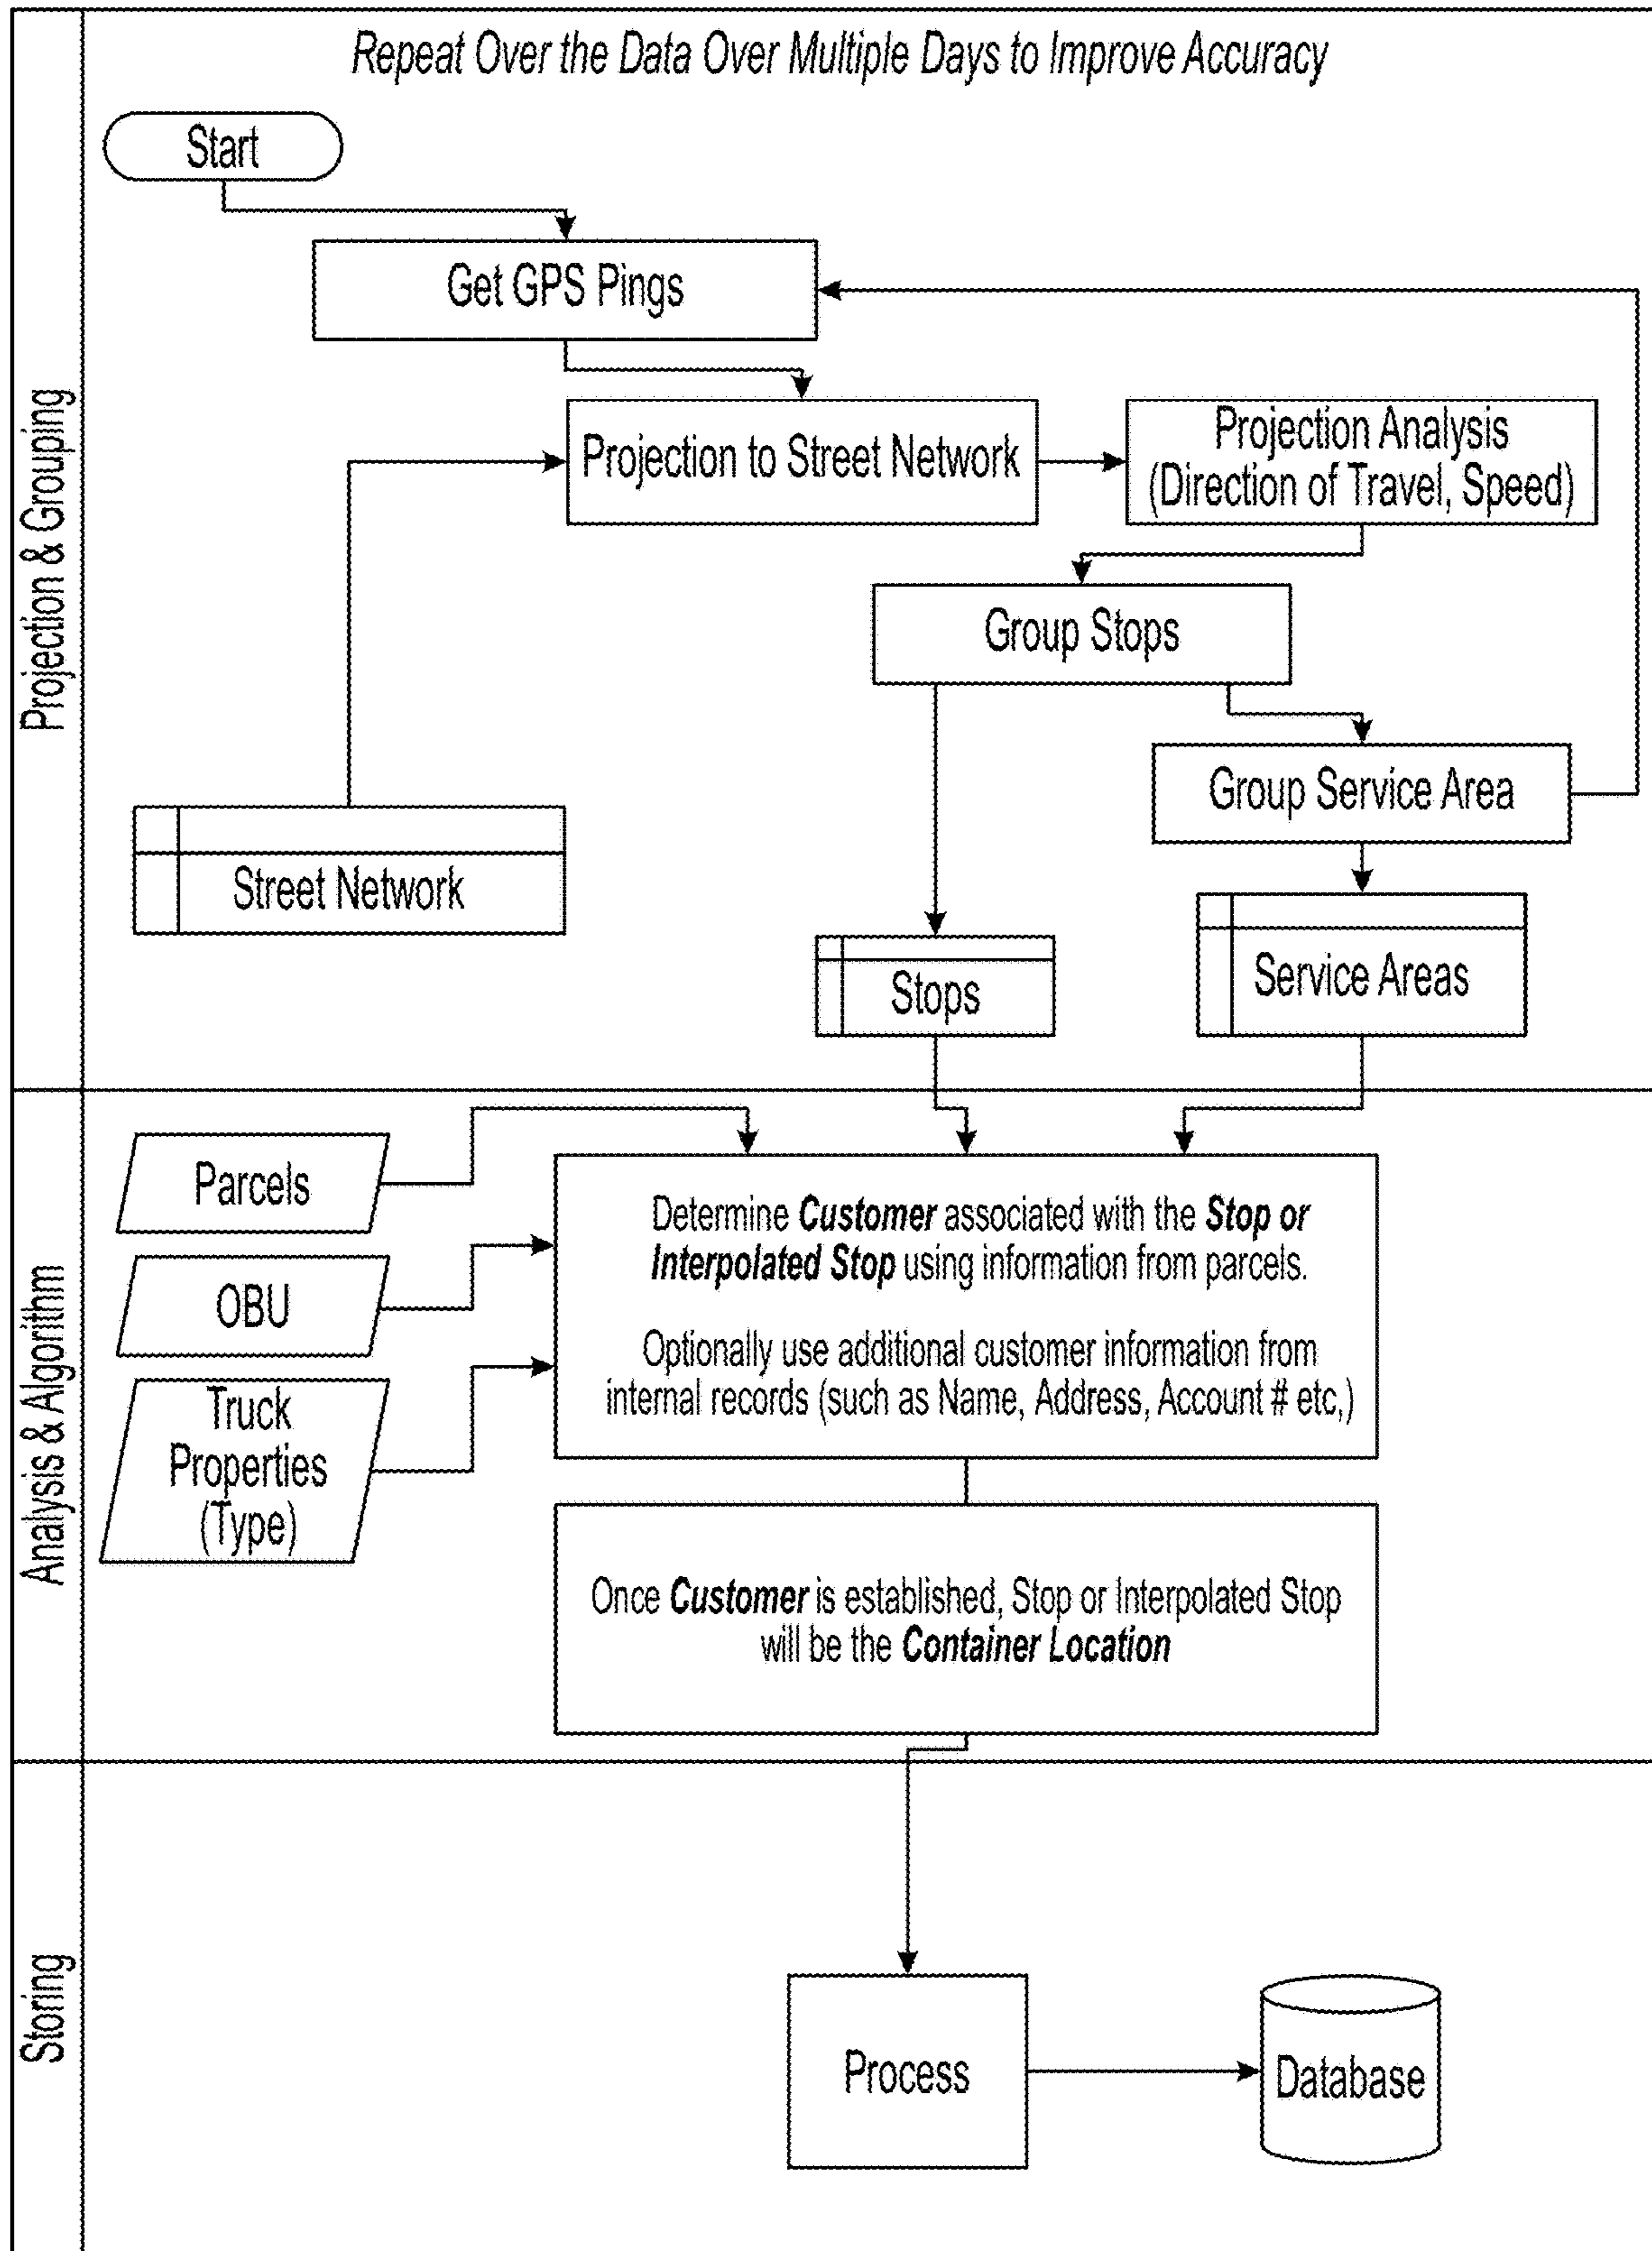 Repeat Over the Data Over Multiple Days to Improve Accuracy
Projection & Grouping
Start
Get GPS Pings
Projection to Street Network
Projection Analysis
(Direction of Travel, Speed)
Group Stops
Group Service Area
Street Network
Stops
Service Areas
Analysis & Algorithm
Parcels
OBU
Truck
Properties
(Type)
Determine Customer associated with the Stop or
Interpolated Stop using information from parcels.
Optionally use additional customer information from
internal records (such as Name, Address, Account # etc,)
Once Customer is established, Stop or Interpolated Stop
will be the Container Location
Storing
Process
Database